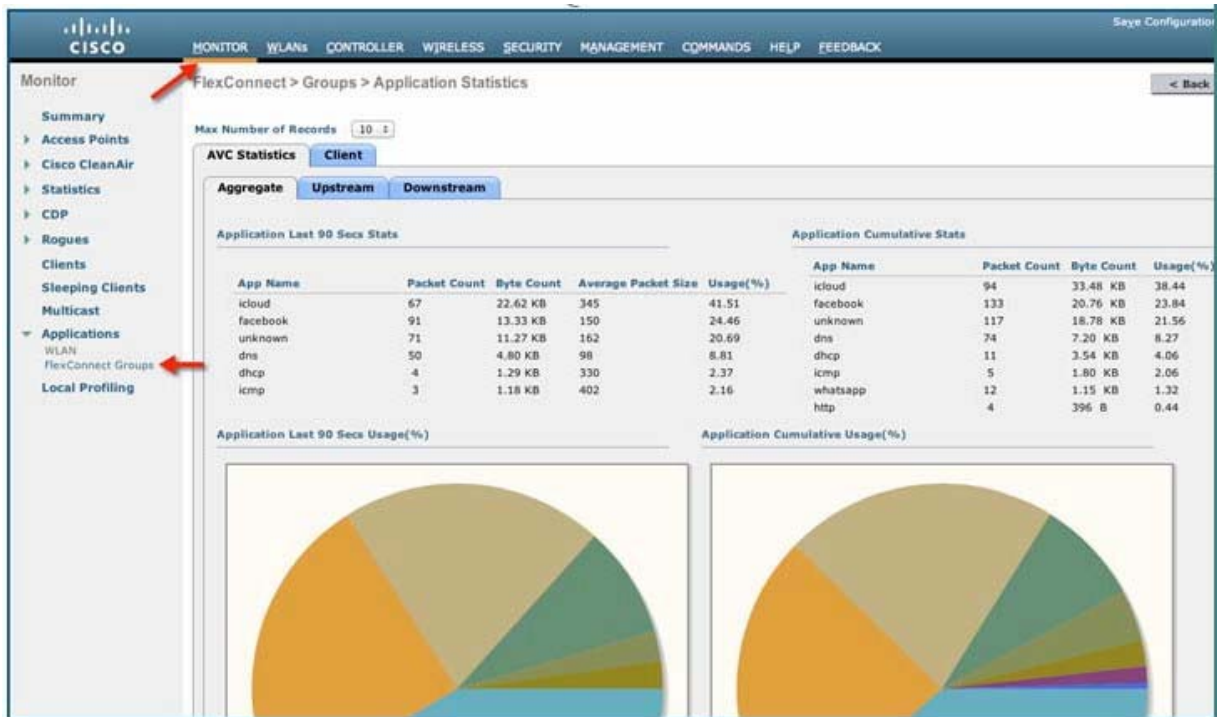 Save Configuration
CISCO
MONITOR WLANs CONTROLLER WIRELESS SECURITY MANAGEMENT COMMANDS HELP FEEDBACK
Monitor
Summary
Access Points
Cisco CleanAir
Statistics
CDP
Rogues
Clients
Sleeping Clients
Multicast
Applications
WLAN
FlexConnect Groups
Local Profiling
FlexConnect > Groups > Application Statistics
< Back
Max Number of Records 10
AVC Statistics Client
Aggregate Upstream Downstream
Application Last 90 Secs Stats
App Name Packet Count Byte Count Average Packet Size Usage(%)
icloud 67 22.62 KB 345 41.51
facebook 91 13.33 KB 150 24.46
unknown 71 11.27 KB 162 20.69
dns 50 4.80 KB 98 8.81
dhcp 4 1.29 KB 330 2.37
icmp 3 1.18 KB 402 2.16
Application Cumulative Stats
App Name Packet Count Byte Count Usage(%)
icloud 94 33.48 KB 38.44
facebook 133 20.76 KB 23.84
unknown 117 18.78 KB 21.56
dns 74 7.20 KB 8.27
dhcp 11 3.54 KB 4.06
icmp 5 1.80 KB 2.06
whatsapp 12 1.15 KB 1.32
http 4 396 B 0.44
Application Last 90 Secs Usage(%)
Application Cumulative Usage(%)